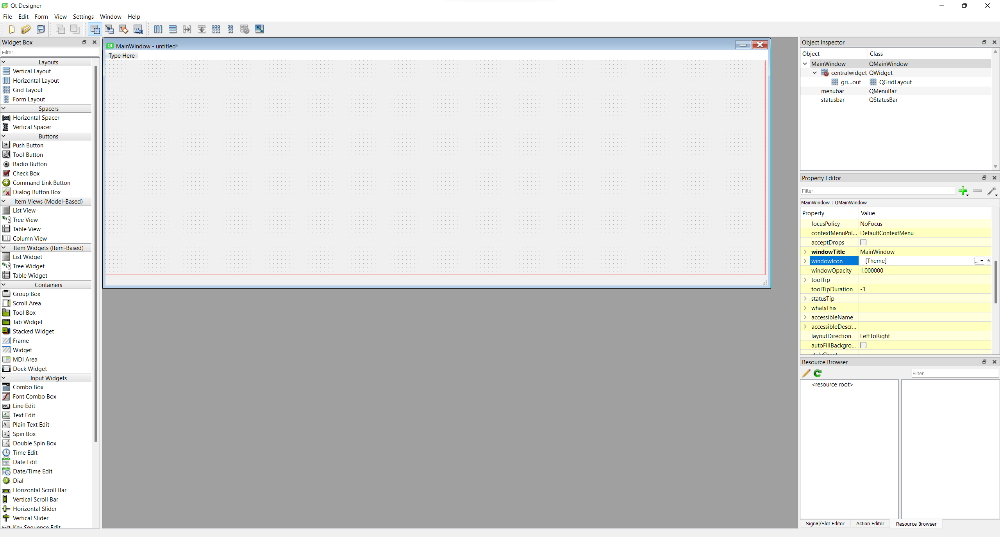 Qt Designer
File Edit Form View Settings Window Help
Widget Box
Filter
Layouts
Vertical Layout
Horizontal Layout
Grid Layout
Form Layout
Spacers
Horizontal Spacer
Vertical Spacer
Buttons
Push Button
Tool Button
Radio Button
Check Box
Command Link Button
Dialog Button Box
Item Views (Model-Based)
List View
Tree View
Table View
Column View
Item Widgets (Item-Based)
List Widget
Tree Widget
Table Widget
Containers
Group Box
Scroll Area
Tool Box
Tab Widget
Stacked Widget
Frame
Widget
MDI Area
Dock Widget
Input Widgets
Combo Box
Font Combo Box
Line Edit
Text Edit
Plain Text Edit
Spin Box
Double Spin Box
Time Edit
Date Edit
Date/Time Edit
Dial
Horizontal Scroll Bar
Vertical Scroll Bar
Horizontal Slider
Vertical Slider
Key Sequence Edit
MainWindow - untitled*
Type Here
Object Inspector
Object Class
MainWindow QMainWindow
centralwidget QWidget
gri...out QGridLayout
menubar QMenuBar
statusbar QStatusBar
Property Editor
Filter
MainWindow : QMainWindow
Property Value
focusPolicy NoFocus
contextMenuPol... DefaultContextMenu
acceptDrops
windowTitle MainWindow
windowIcon [Theme] ...
windowOpacity 1.000000
toolTip
toolTipDuration -1
statusTip
whatsThis
accessibleName
accessibleDescr...
layoutDirection LeftToRight
autoFillBackgro...
styleSheet
Resource Browser
Filter
<resource root>
Signal/Slot Editor Action Editor Resource Browser